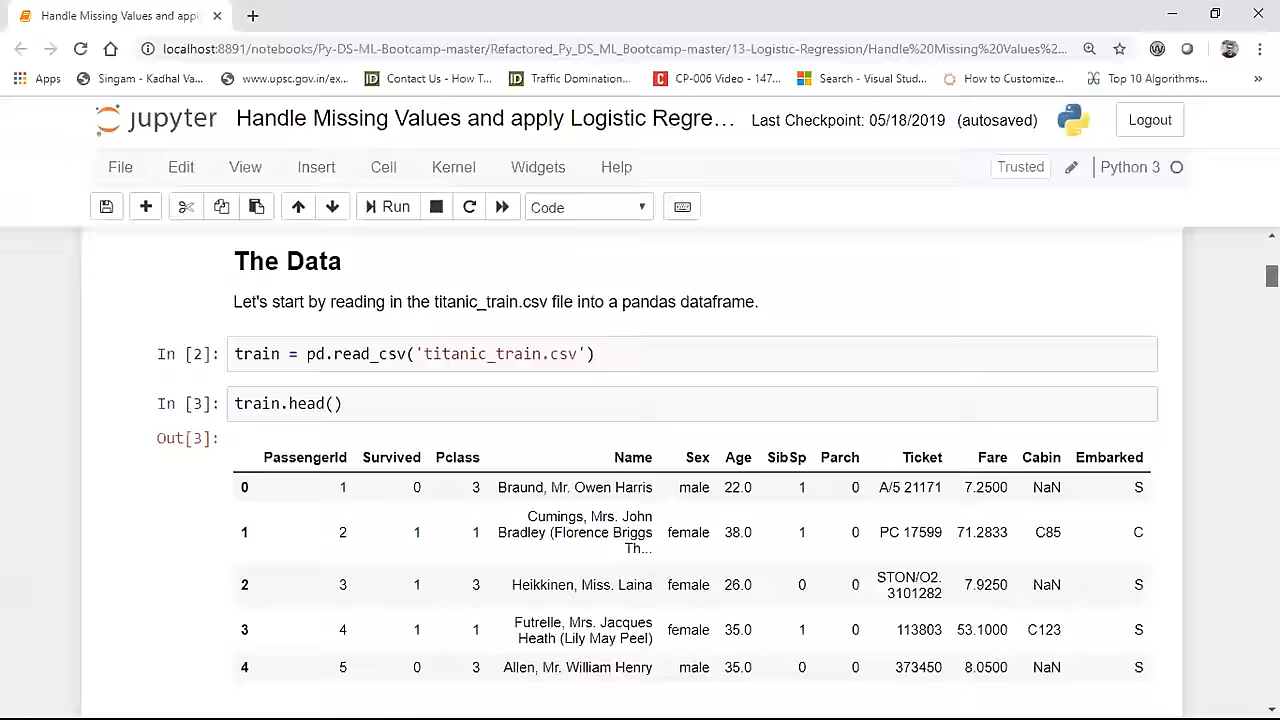 Handle Missing Values and appl
localhost:8891/notebooks/Py-DS-ML-Bootcamp-master/Refactored_Py_DS_ML_Bootcamp-master/13-Logistic-Regression/Handle%20Missing%20Values%2...
Apps Singam - Kadhal Va... www.upsc.gov.in/ex... Contact Us - How T... Traffic Domination... CP-006 Video - 147... Search - Visual Stud... How to Customize... Top 10 Algorithms... »
jupyter Handle Missing Values and apply Logistic Regre... Last Checkpoint: 05/18/2019 (autosaved) Logout
File Edit View Insert Cell Kernel Widgets Help Trusted Python 3
Run Code
The Data
Let's start by reading in the titanic_train.csv file into a pandas dataframe.
In [2]: train = pd.read_csv('titanic_train.csv')
In [3]: train.head()
Out[3]:
PassengerId Survived Pclass Name Sex Age SibSp Parch Ticket Fare Cabin Embarked
0 1 0 3 Braund, Mr. Owen Harris male 22.0 1 0 A/5 21171 7.2500 NaN S
Cumings, Mrs. John
1 2 1 1 Bradley (Florence Briggs female 38.0 1 0 PC 17599 71.2833 C85 C
Th...
2 3 1 3 Heikkinen, Miss. Laina female 26.0 0 0 STON/O2. 7.9250 NaN S
3101282
3 4 1 1 Futrelle, Mrs. Jacques female 35.0 1 0 113803 53.1000 C123 S
Heath (Lily May Peel)
4 5 0 3 Allen, Mr. William Henry male 35.0 0 0 373450 8.0500 NaN S